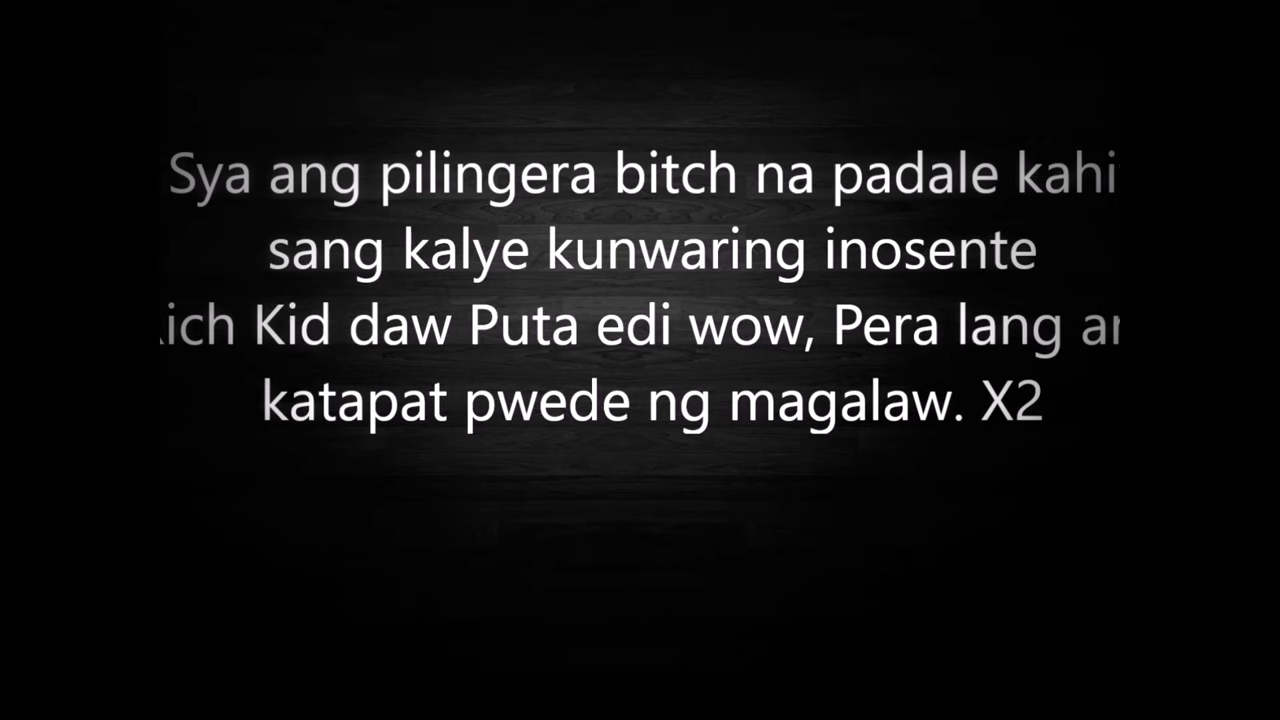 Sya ang pilingera bitch na padale kahi
sang kalye kunwaring inosente
ich Kid daw Puta edi wow, Pera lang ar
katapat pwede ng magalaw. X2